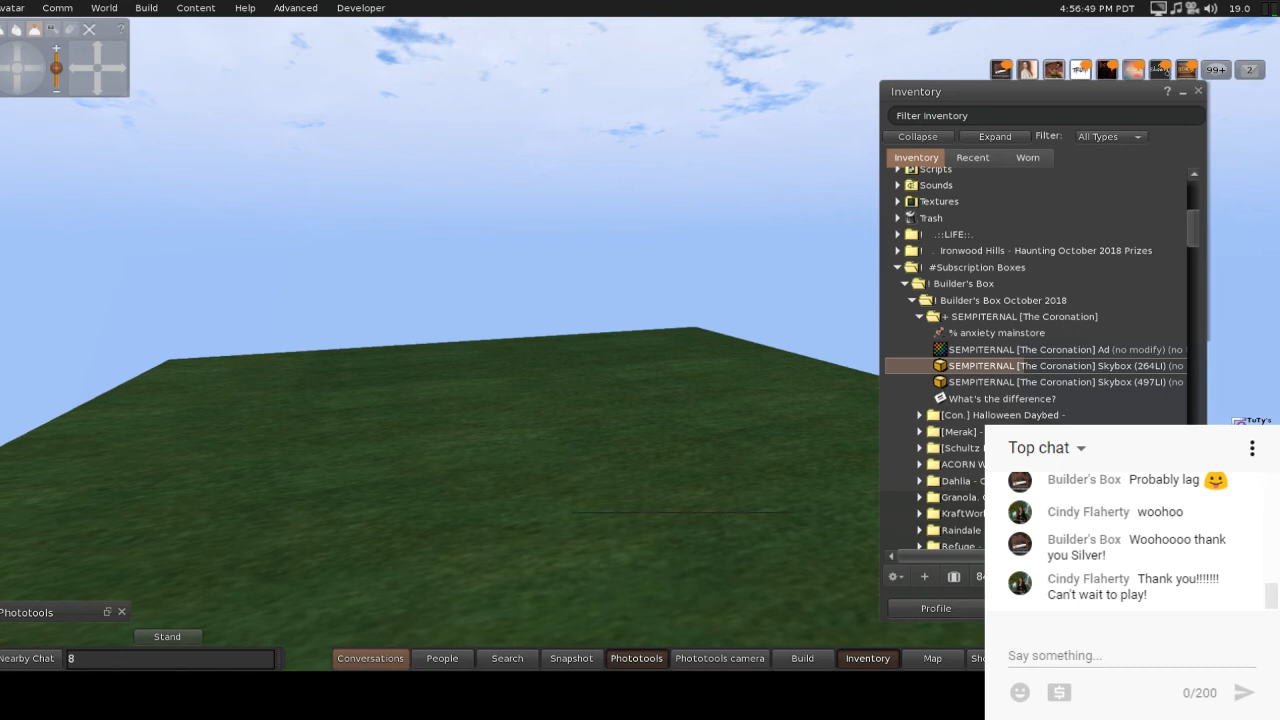 vatar Comm World Build Content Help Advanced Developer 4:56:49 PM PDT 19.0
?
99+ 2
Inventory ?
Filter Inventory
Collapse Expand Filter: All Types
Inventory Recent Worn
Scripts
Sounds
Textures
Trash
! .::LIFE::.
! . Ironwood Hills - Haunting October 2018 Prizes
! #Subscription Boxes
! Builder's Box
! Builder's Box October 2018
+ SEMPITERNAL [The Coronation]
% anxiety mainstore
SEMPITERNAL [The Coronation] Ad (no modify) (no
SEMPITERNAL [The Coronation] Skybox (264LI) (no
SEMPITERNAL [The Coronation] Skybox (497LI) (no
What's the difference?
[Con.] Halloween Daybed -
[Merak] -
[Schultz
ACORN W
Dahlia -
Granola.
KraftWor
Raindale
Refuge -
TuTy's
Profile
Top chat
Builder's Box Probably lag
Cindy Flaherty woohoo
Builder's Box Woohoooo thank
you Silver!
Cindy Flaherty Thank you!!!!!!!
Can't wait to play!
Say something...
0/200
Phototools
Stand
Nearby Chat 8
Conversations People Search Snapshot Phototools Phototools camera Build Inventory Map